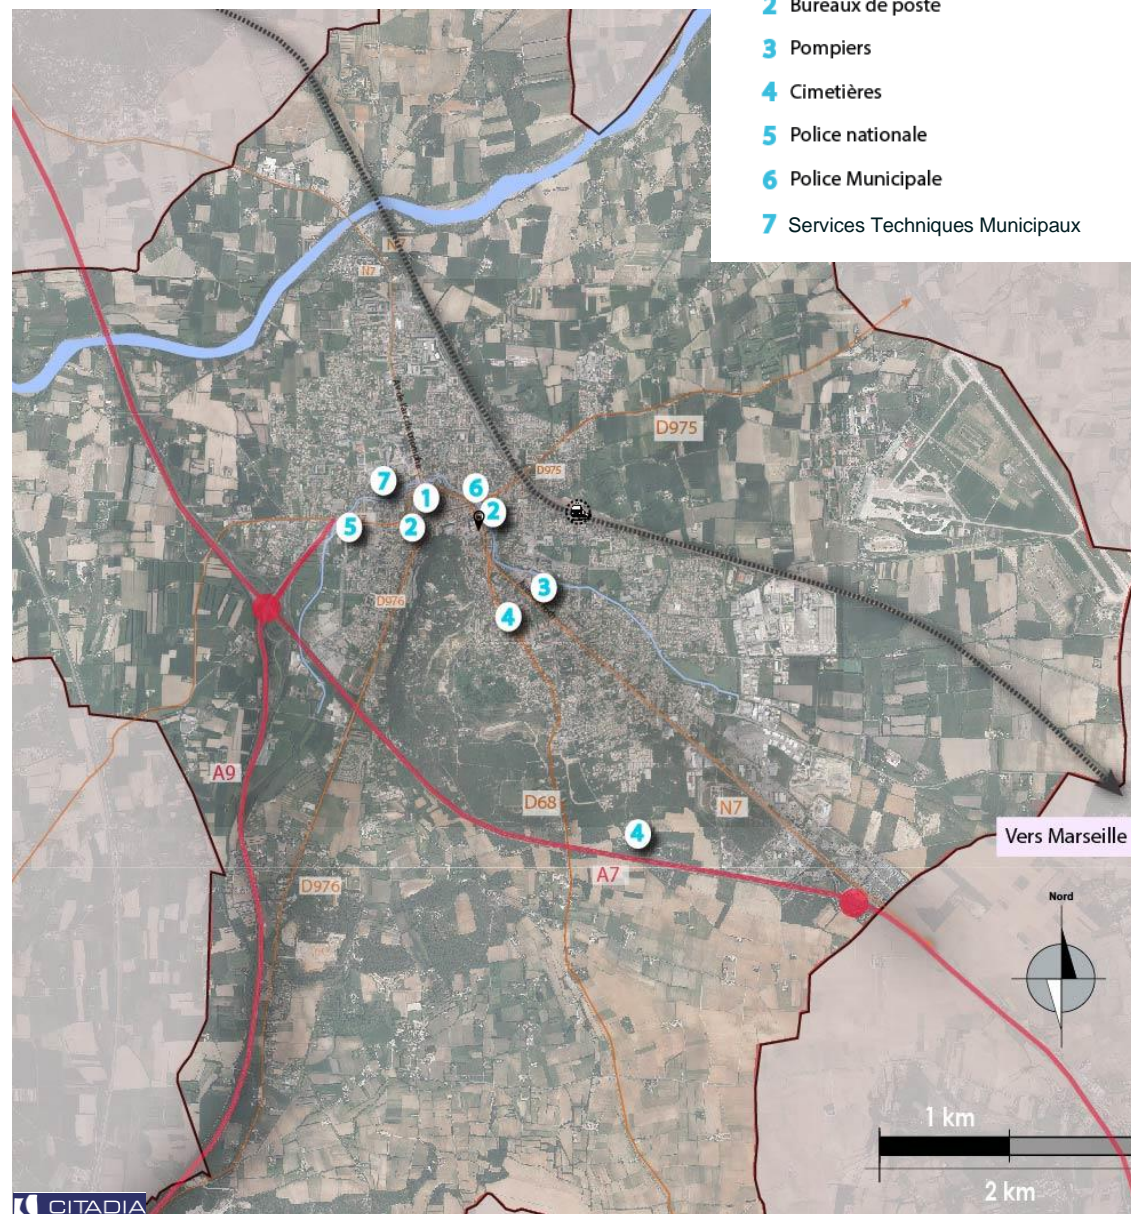 2 Bureaux de poste
3 Pompiers
4 Cimetières
5 Police nationale
6 Police Municipale
7 Services Techniques Municipaux
N7
N7
D975
D975
7
1
6
2
5
2
3
D976
4
A9
D68
N7
4
Vers Marseille
A7
D976
Nord
1 km
2 km
CITADIA